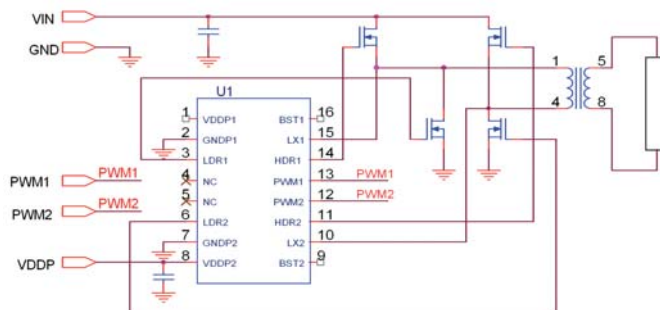 VIN
GND
U1
1 VDDP1 BST1 16
2 GNDP1 LX1 15
3 LDR1 HDR1 14
PWM1 PWM1 4 NC PWM1 13 PWM1
PWM2 PWM2 5 NC PWM2 12 PWM2
6 LDR2 HDR2 11
7 GNDP2 LX2 10
VDDP 8 VDDP2 BST2 9
1 5
4 8